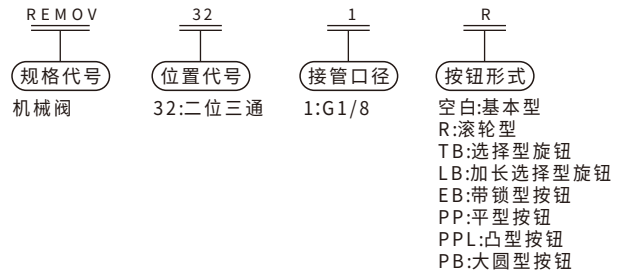 REMOV 32 1 R
规格代号 位置代号 接管口径 按钮形式
机械阀 32:二位三通 1:G1/8 空白:基本型
R:滚轮型
TB:选择型旋钮
LB:加长选择型旋钮
EB:带锁型按钮
PP:平型按钮
PPL:凸型按钮
PB:大圆型按钮